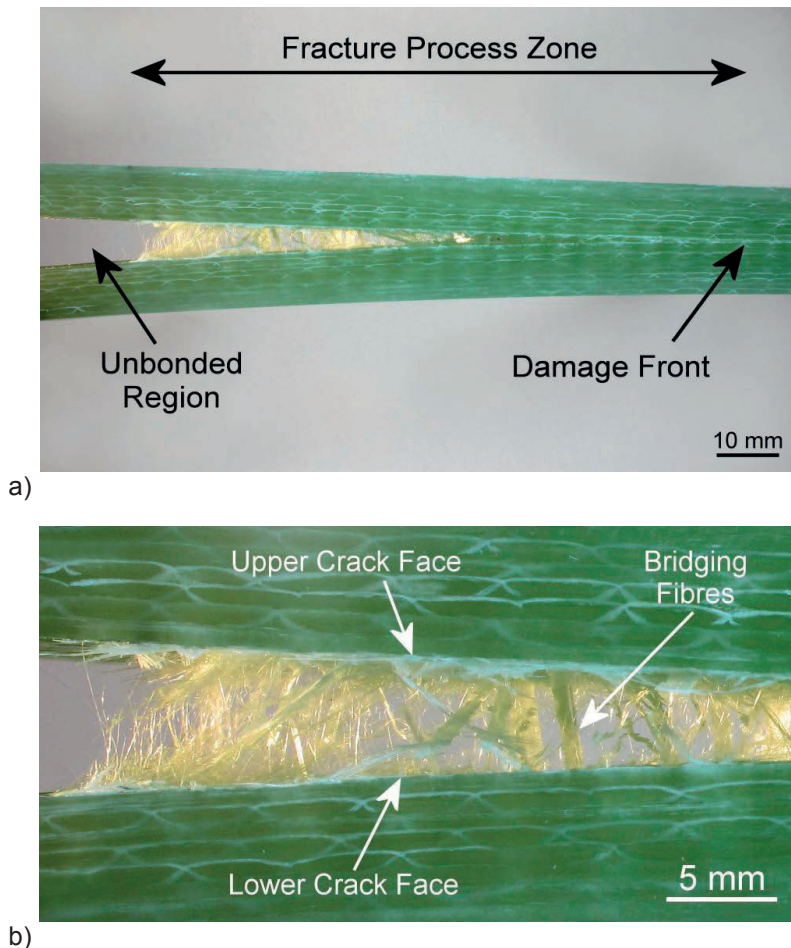 Fracture Process Zone
Unbonded
Region
Damage Front
10 mm
a)
Upper Crack Face
Bridging
Fibres
Lower Crack Face
5 mm
b)